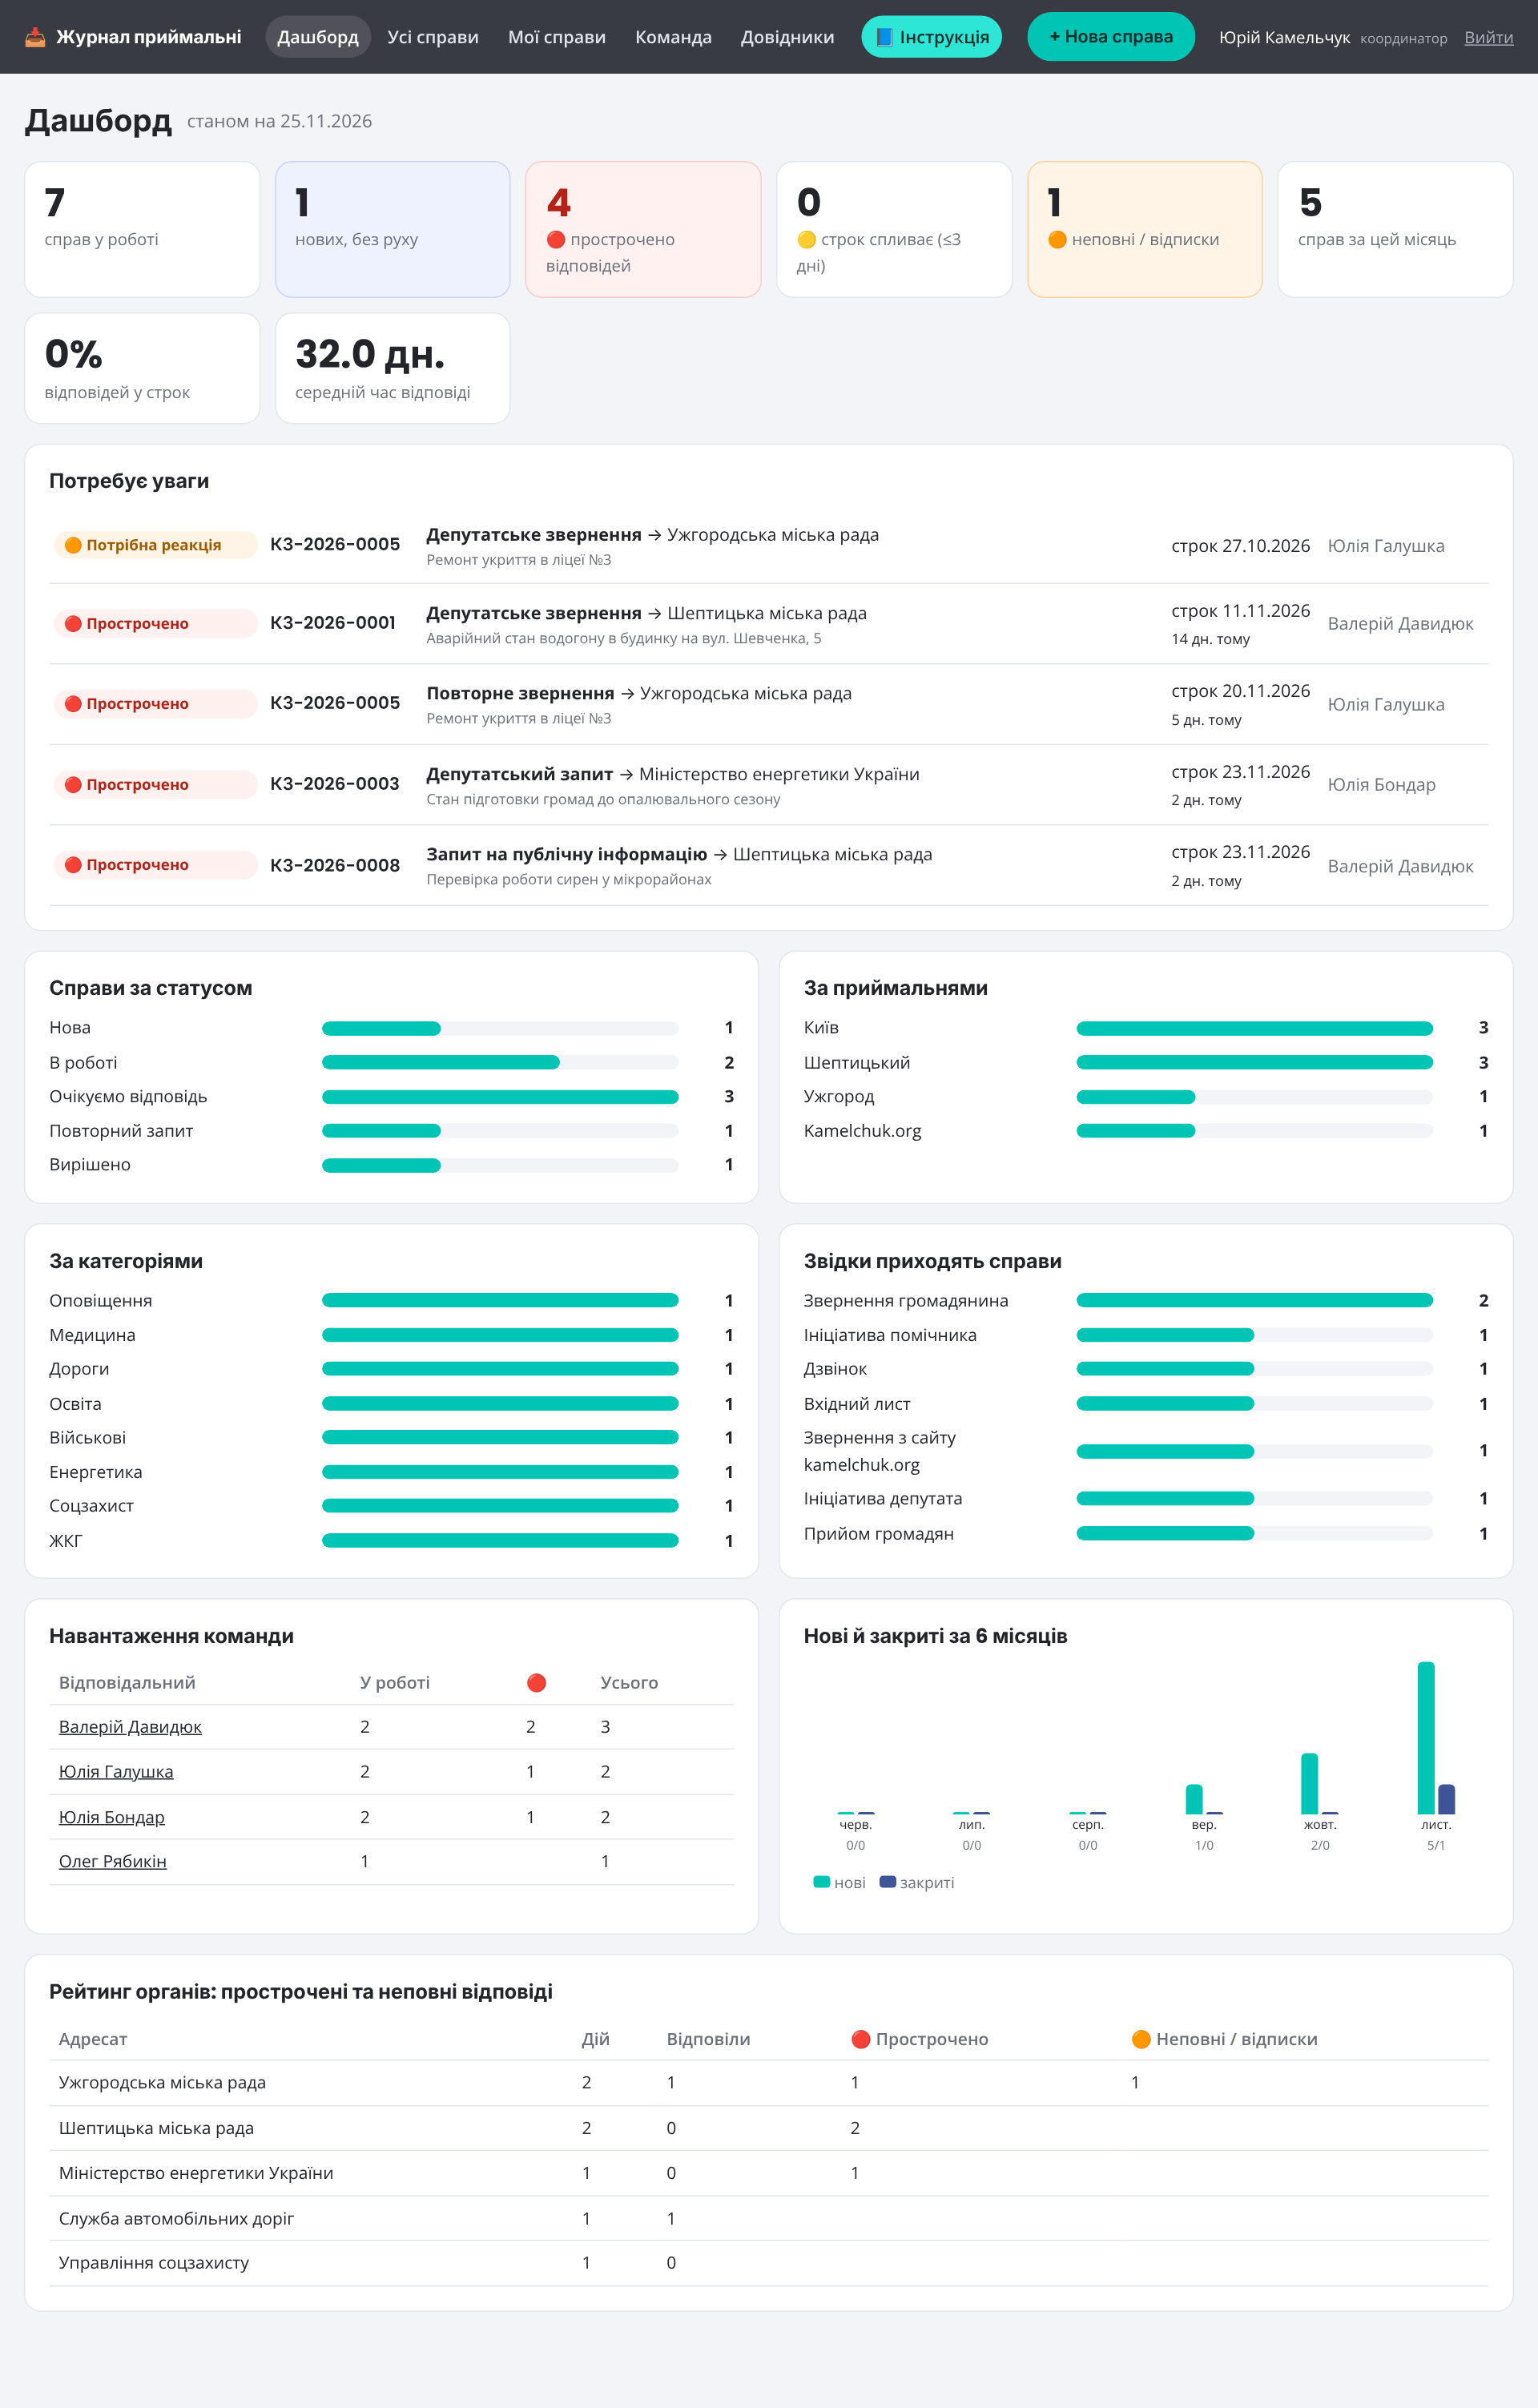 📥 Журнал приймальні Дашборд Усі справи Мої справи Команда Довідники 📘 Інструкція + Нова справа Юрій Камельчук координатор Вийти
Дашборд станом на 25.11.2026
7
справ у роботі
1
нових, без руху
4
🔴 прострочено
відповідей
0
🟡 строк спливає (≤3
дні)
1
🟠 неповні / відписки
5
справ за цей місяць
0%
відповідей у строк
32.0 дн.
середній час відповіді
Потребує уваги
🟠 Потрібна реакція КЗ-2026-0005 Депутатське звернення → Ужгородська міська рада строк 27.10.2026 Юлія Галушка
Ремонт укриття в ліцеї №3
🔴 Прострочено КЗ-2026-0001 Депутатське звернення → Шептицька міська рада строк 11.11.2026 Валерій Давидюк
Аварійний стан водогону в будинку на вул. Шевченка, 5 14 дн. тому
🔴 Прострочено КЗ-2026-0005 Повторне звернення → Ужгородська міська рада строк 20.11.2026 Юлія Галушка
Ремонт укриття в ліцеї №3 5 дн. тому
🔴 Прострочено КЗ-2026-0003 Депутатський запит → Міністерство енергетики України строк 23.11.2026 Юлія Бондар
Стан підготовки громад до опалювального сезону 2 дн. тому
🔴 Прострочено КЗ-2026-0008 Запит на публічну інформацію → Шептицька міська рада строк 23.11.2026 Валерій Давидюк
Перевірка роботи сирен у мікрорайонах 2 дн. тому
Справи за статусом
Нова 1
В роботі 2
Очікуємо відповідь 3
Повторний запит 1
Вирішено 1
За приймальнями
Київ 3
Шептицький 3
Ужгород 1
Kamelchuk.org 1
За категоріями
Оповіщення 1
Медицина 1
Дороги 1
Освіта 1
Військові 1
Енергетика 1
Соцзахист 1
ЖКГ 1
Звідки приходять справи
Звернення громадянина 2
Ініціатива помічника 1
Дзвінок 1
Вхідний лист 1
Звернення з сайту
kamelchuk.org 1
Ініціатива депутата 1
Прийом громадян 1
Навантаження команди
Відповідальний У роботі 🔴 Усього
Валерій Давидюк 2 2 3
Юлія Галушка 2 1 2
Юлія Бондар 2 1 2
Олег Рябикін 1 1
Нові й закриті за 6 місяців
черв. лип. серп. вер. жовт. лист.
0/0 0/0 0/0 1/0 2/0 5/1
нові закриті
Рейтинг органів: прострочені та неповні відповіді
Адресат Дій Відповіли 🔴 Прострочено 🟠 Неповні / відписки
Ужгородська міська рада 2 1 1 1
Шептицька міська рада 2 0 2
Міністерство енергетики України 1 0 1
Служба автомобільних доріг 1 1
Управління соцзахисту 1 0